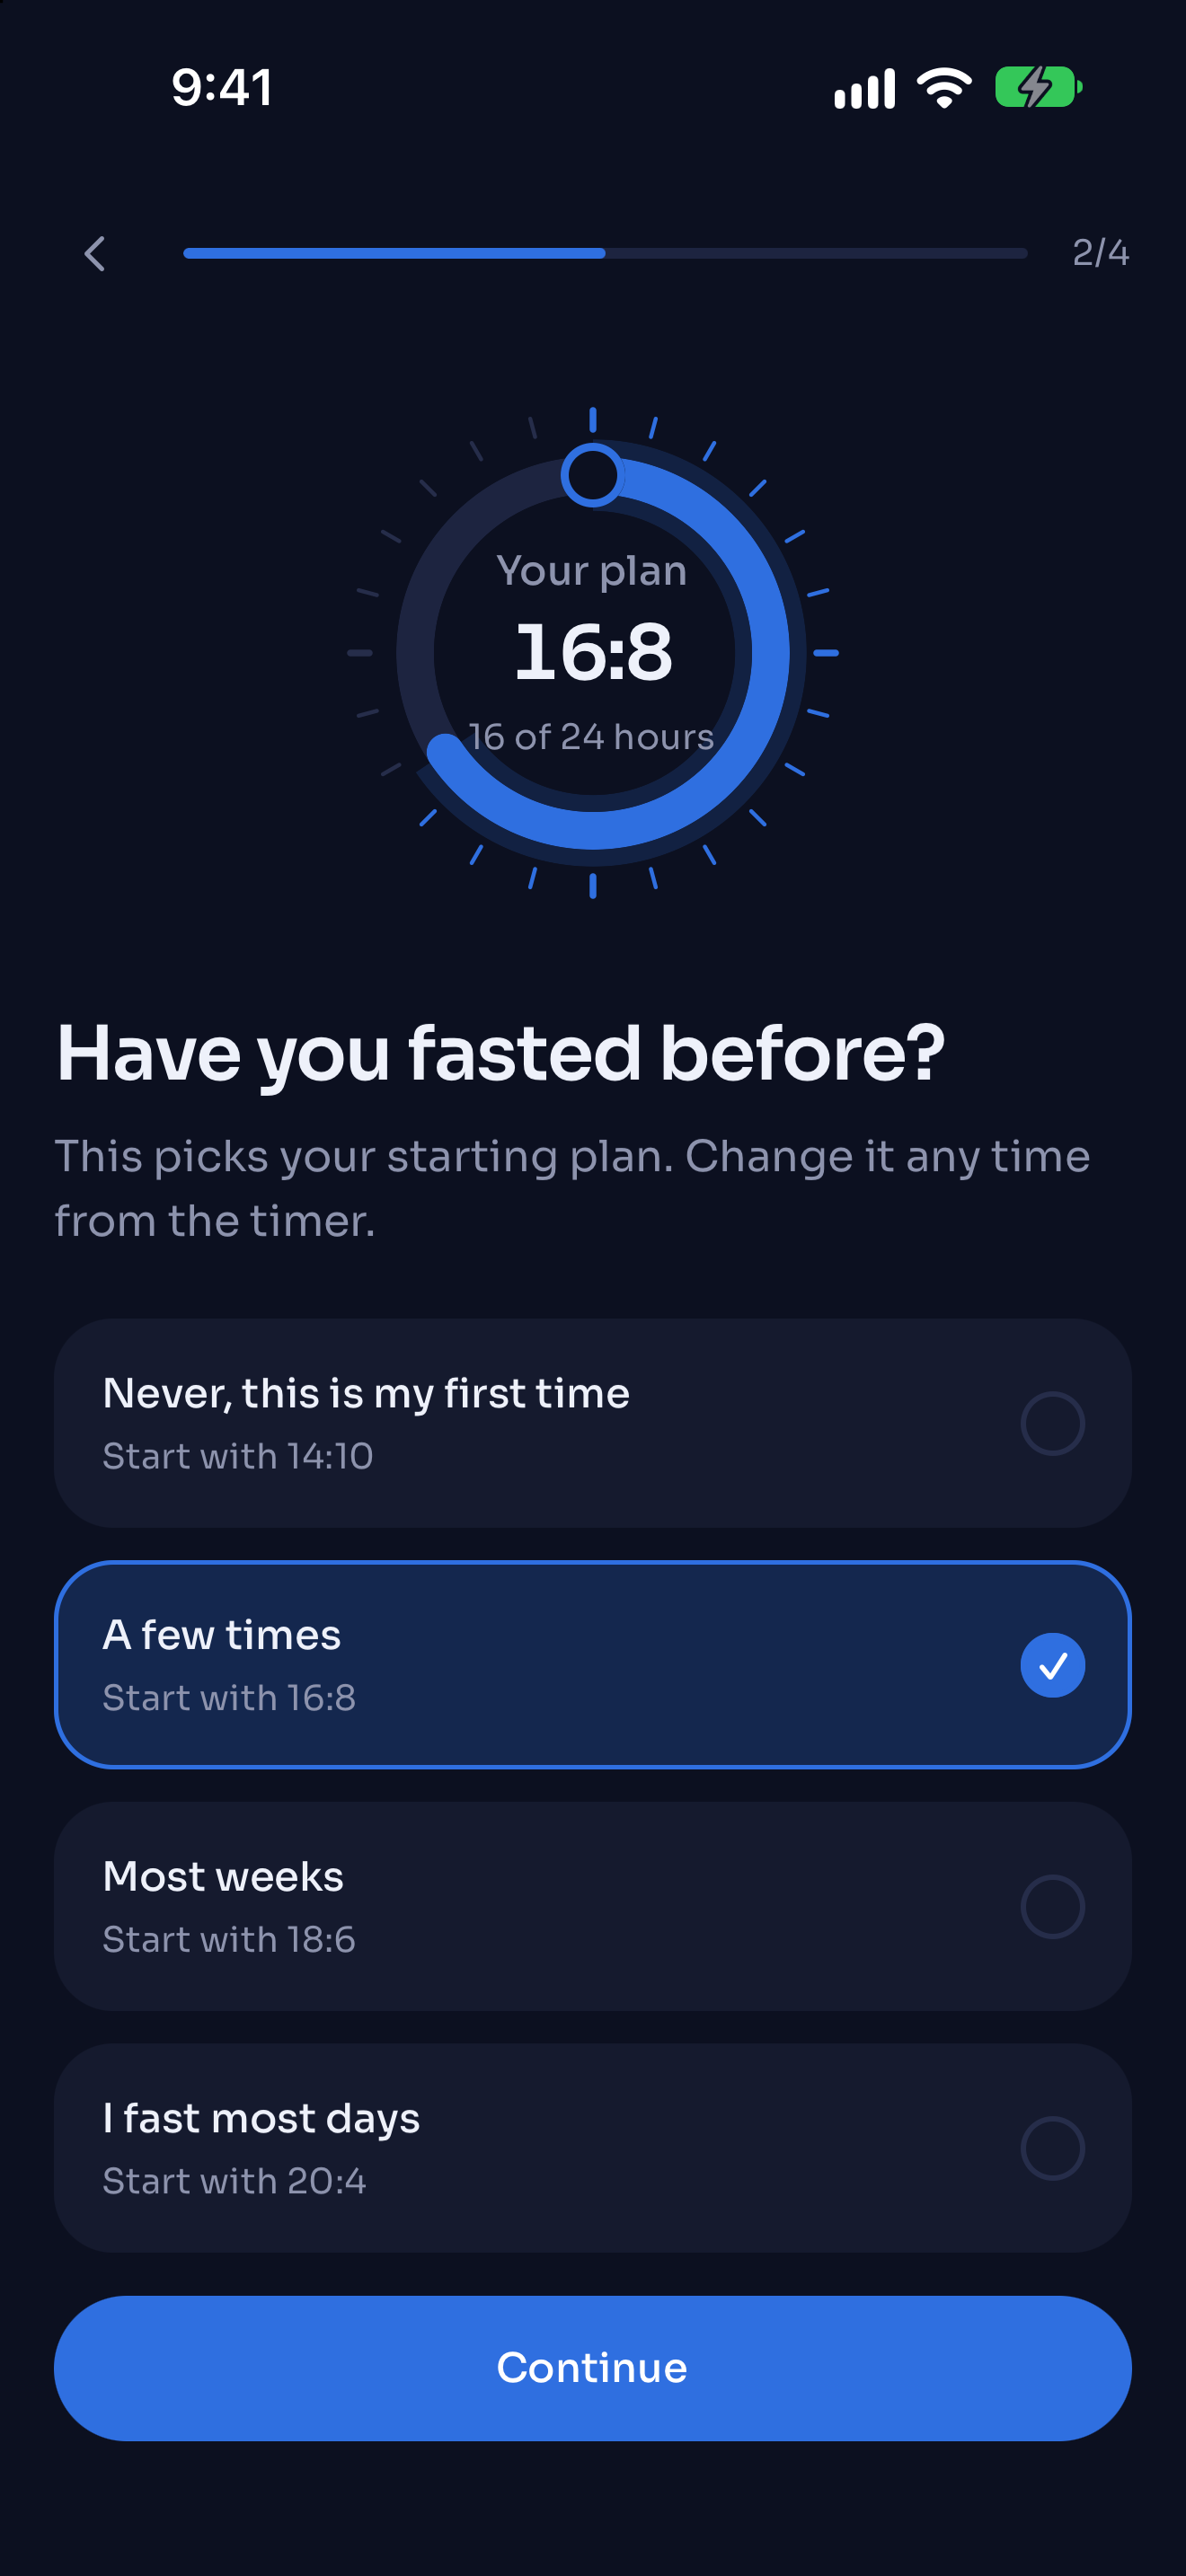 9:41
2/4
Your plan
16:8
16 of 24 hours
Have you fasted before?
This picks your starting plan. Change it any time
from the timer.
Never, this is my first time
Start with 14:10
A few times
Start with 16:8
Most weeks
Start with 18:6
I fast most days
Start with 20:4
Continue